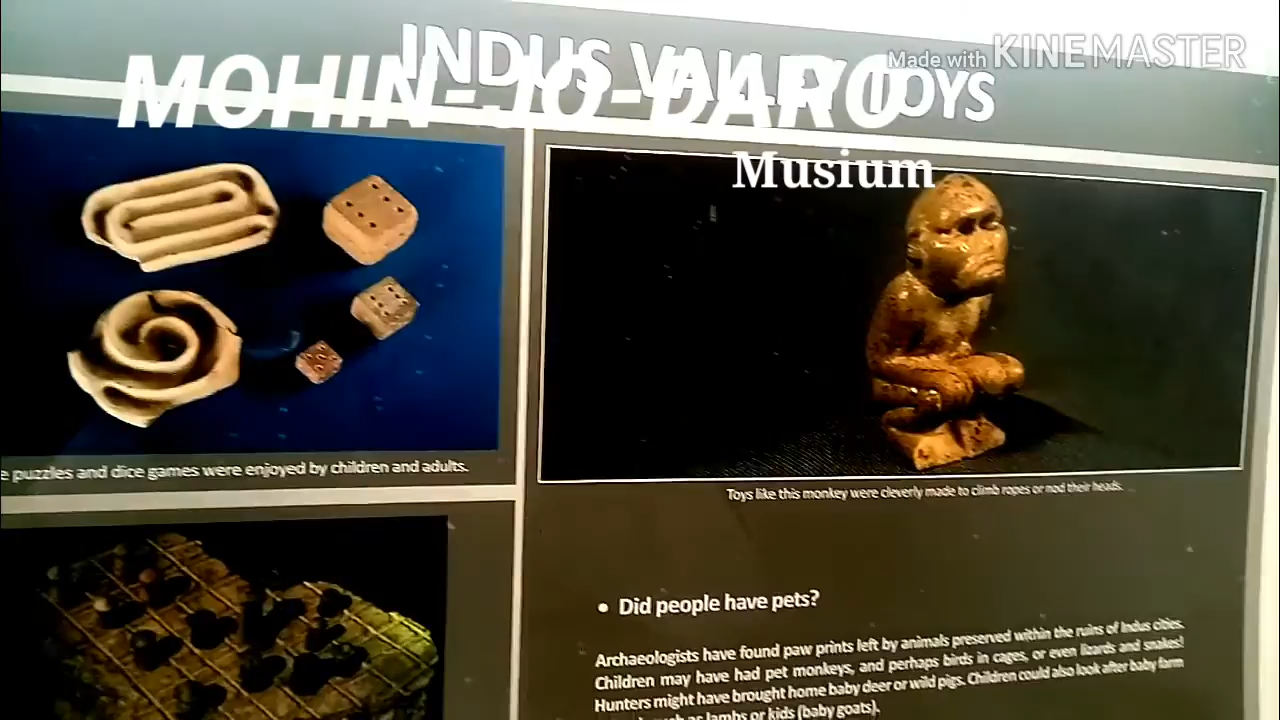 INDUS VALLEY TOYS
MOHIN-JO-DARO
Made with KINEMASTER
Musium
puzzles and dice games were enjoyed by children and adults.
Toys like this monkey were cleverly made to climb ropes or nod their heads.
• Did people have pets?
Archaeologists have found paw prints left by animals preserved within the ruins of Indus cities.
Children may have had pet monkeys, and perhaps birds in cages, or even lizards and snakes!
Hunters might have brought home baby deer or wild pigs. Children could also look after baby farm
as lambs or kids (baby goats).